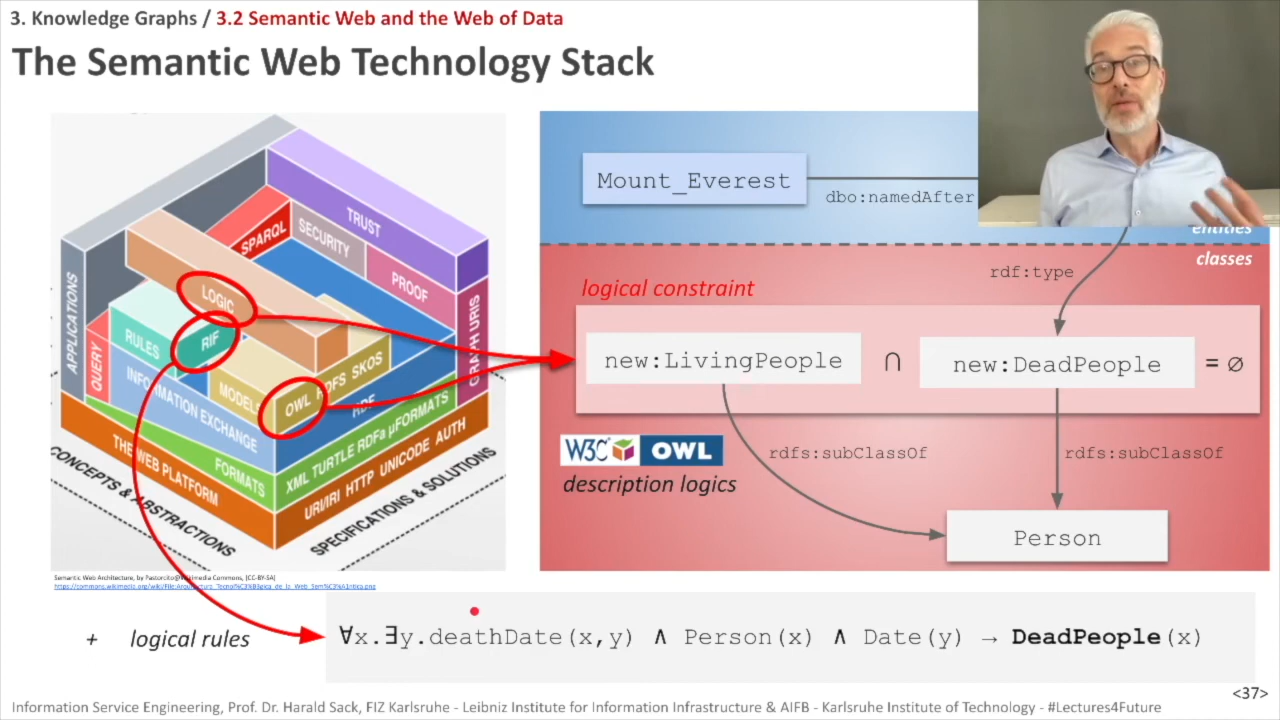 3. Knowledge Graphs / 3.2 Semantic Web and the Web of Data
The Semantic Web Technology Stack
TRUST
SPARQL
SECURITY
PROOF
APPLICATIONS
LOGIC
GRAPH URIS
RULES
RIF
QUERY
MODELS
OWL RDFS SKOS
INFORMATION EXCHANGE
RDF
FORMATS
XML TURTLE RDFa µFORMATS
THE WEB PLATFORM
URI/IRI HTTP UNICODE AUTH
CONCEPTS & ABSTRACTIONS
SPECIFICATIONS & SOLUTIONS
Semantic Web Architecture, by Pastorcito@Wikimedia Commons, [CC-BY-SA]
https://commons.wikimedia.org/wiki/File:Arquitectura_Tecnol%C3%B3gica_de_la_Web_Sem%C3%A1ntica.png
Mount_Everest
dbo:namedAfter
entities
classes
rdf:type
logical constraint
new:LivingPeople ∩ new:DeadPeople = ∅
W3C OWL
description logics
rdfs:subClassOf
rdfs:subClassOf
Person
+ logical rules
∀x.∃y.deathDate(x,y) ∧ Person(x) ∧ Date(y) → DeadPeople(x)
<37>
Information Service Engineering, Prof. Dr. Harald Sack, FIZ Karlsruhe - Leibniz Institute for Information Infrastructure & AIFB - Karlsruhe Institute of Technology - #Lectures4Future